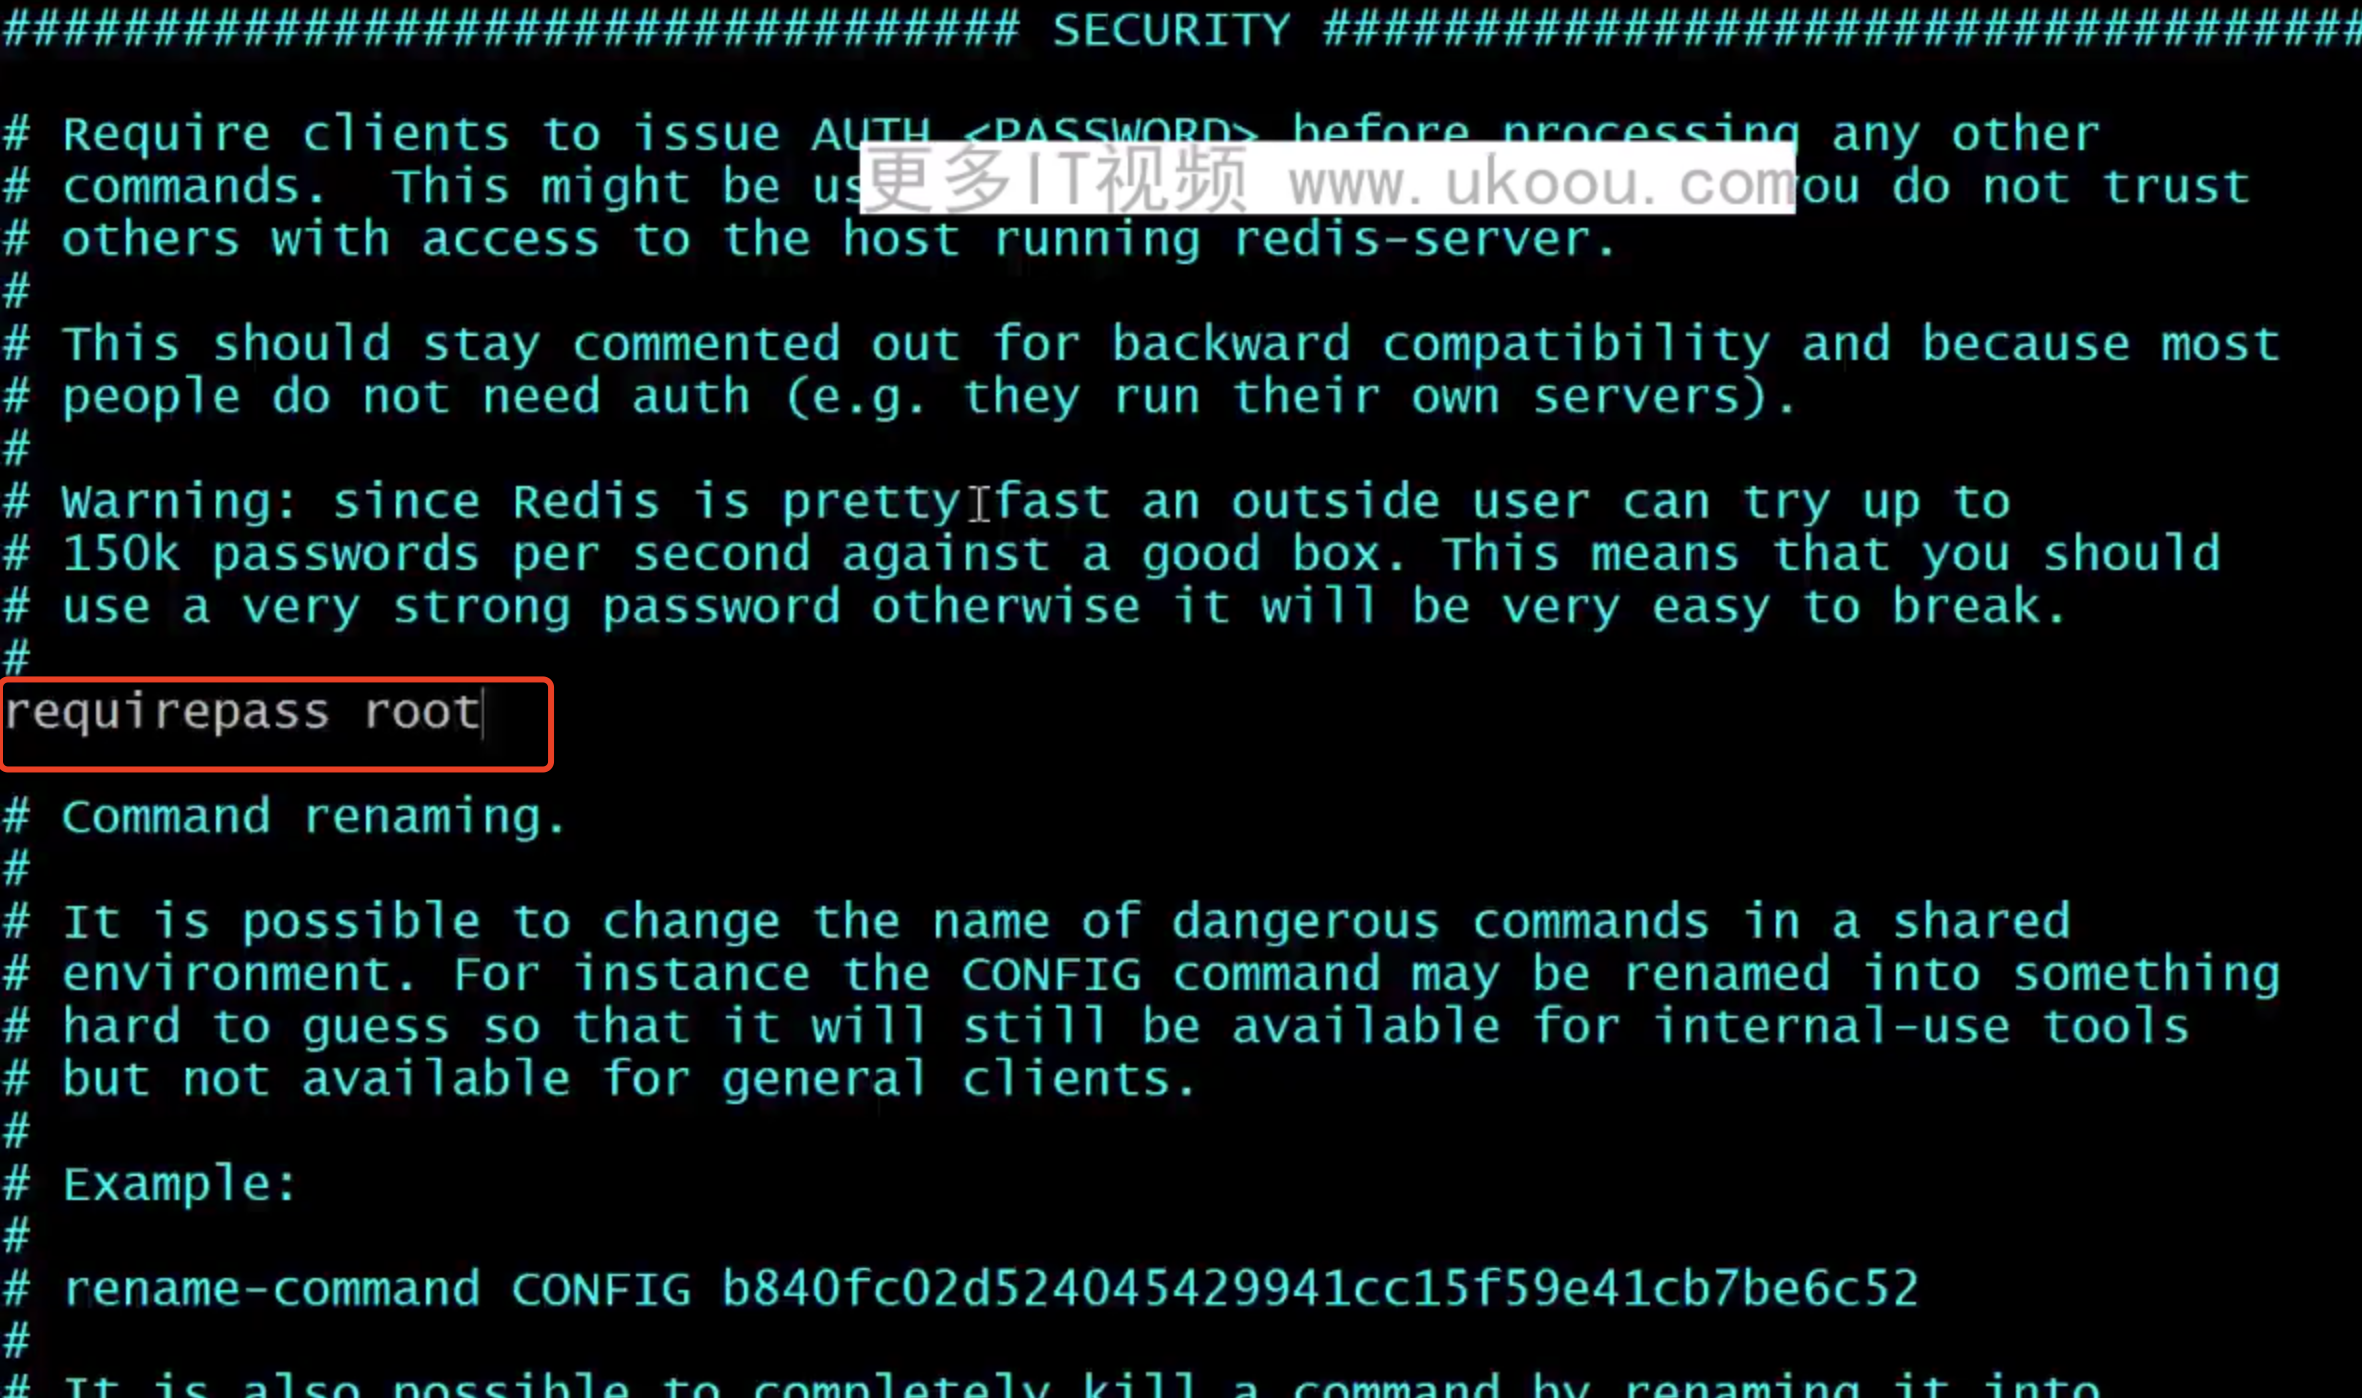 ################################## SECURITY ###################################
# Require clients to issue AUTH <PASSWORD> before processing any other
# commands.  This might be us
更多IT视频 www.ukoou.com
ou do not trust
# others with access to the host running redis-server.
#
# This should stay commented out for backward compatibility and because most
# people do not need auth (e.g. they run their own servers).
#
# Warning: since Redis is pretty fast an outside user can try up to
# 150k passwords per second against a good box. This means that you should
# use a very strong password otherwise it will be very easy to break.
#
requirepass root
# Command renaming.
#
# It is possible to change the name of dangerous commands in a shared
# environment. For instance the CONFIG command may be renamed into something
# hard to guess so that it will still be available for internal-use tools
# but not available for general clients.
#
# Example:
#
# rename-command CONFIG b840fc02d524045429941cc15f59e41cb7be6c52
#
# It is also possible to completely kill a command by renaming it into